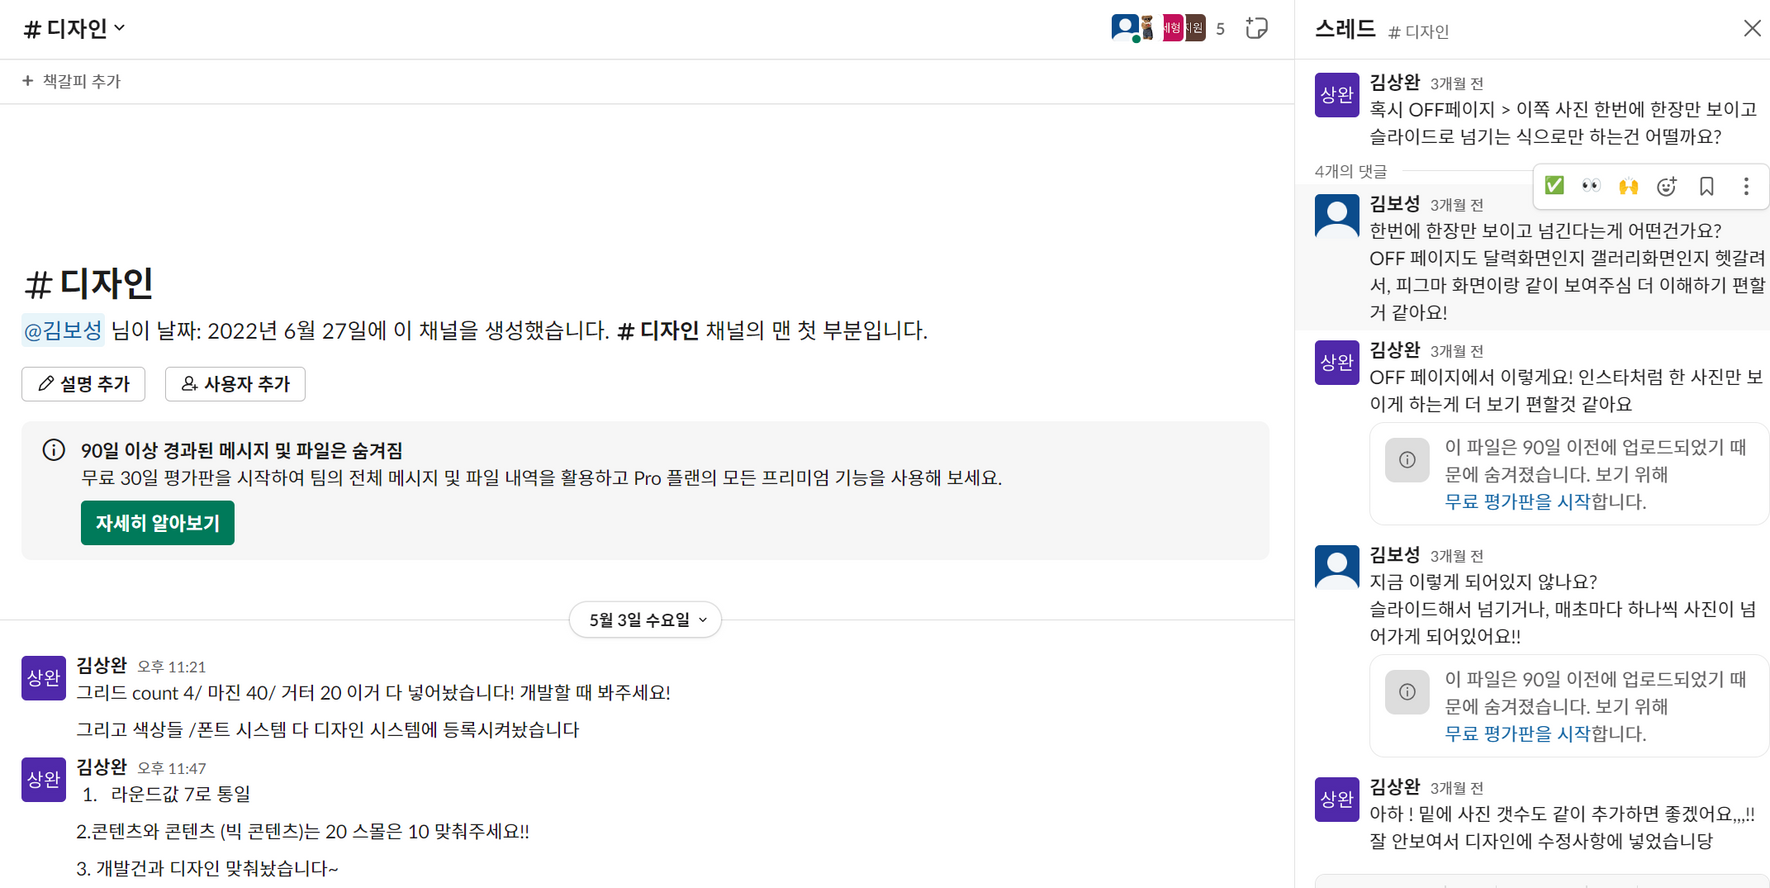 # 디자인
세형
지원
5
+ 책갈피 추가
# 디자인
@김보성 님이 날짜: 2022년 6월 27일에 이 채널을 생성했습니다. # 디자인 채널의 맨 첫 부분입니다.
설명 추가
사용자 추가
90일 이상 경과된 메시지 및 파일은 숨겨짐
무료 30일 평가판을 시작하여 팀의 전체 메시지 및 파일 내역을 활용하고 Pro 플랜의 모든 프리미엄 기능을 사용해 보세요.
자세히 알아보기
5월 3일 수요일
상완
김상완 오후 11:21
그리드 count 4/ 마진 40/ 거터 20 이거 다 넣어놨습니다! 개발할 때 봐주세요!
그리고 색상들 /폰트 시스템 다 디자인 시스템에 등록시켜놨습니다
상완
김상완 오후 11:47
1. 라운드값 7로 통일
2.콘텐츠와 콘텐츠 (빅 콘텐츠)는 20 스몰은 10 맞춰주세요!!
3. 개발건과 디자인 맞춰놨습니다~
스레드 # 디자인
상완
김상완 3개월 전
혹시 OFF페이지 > 이쪽 사진 한번에 한장만 보이고
슬라이드로 넘기는 식으로만 하는건 어떨까요?
4개의 댓글
김보성 3개월 전
한번에 한장만 보이고 넘긴다는게 어떤건가요?
OFF 페이지도 달력화면인지 갤러리화면인지 헷갈려
서, 피그마 화면이랑 같이 보여주심 더 이해하기 편할
거 같아요!
상완
김상완 3개월 전
OFF 페이지에서 이렇게요! 인스타처럼 한 사진만 보
이게 하는게 더 보기 편할것 같아요
이 파일은 90일 이전에 업로드되었기 때
문에 숨겨졌습니다. 보기 위해
무료 평가판을 시작합니다.
김보성 3개월 전
지금 이렇게 되어있지 않나요?
슬라이드해서 넘기거나, 매초마다 하나씩 사진이 넘
어가게 되어있어요!!
이 파일은 90일 이전에 업로드되었기 때
문에 숨겨졌습니다. 보기 위해
무료 평가판을 시작합니다.
상완
김상완 3개월 전
아하 ! 밑에 사진 갯수도 같이 추가하면 좋겠어요,,,!!
잘 안보여서 디자인에 수정사항에 넣었습니당